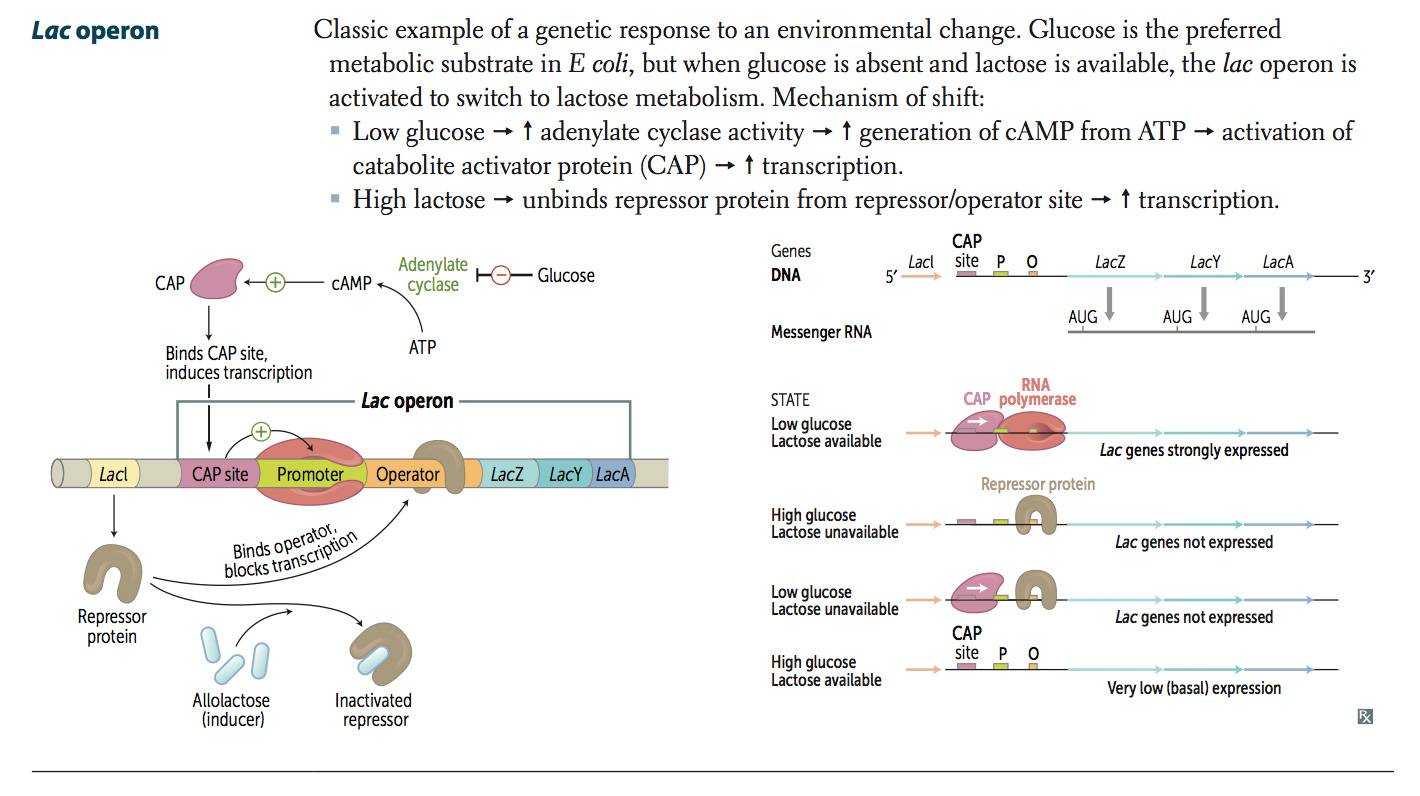 Lac operon
Classic example of a genetic response to an environmental change. Glucose is the preferred
metabolic substrate in E coli, but when glucose is absent and lactose is available, the lac operon is
activated to switch to lactose metabolism. Mechanism of shift:
▪ Low glucose → ↑ adenylate cyclase activity → ↑ generation of cAMP from ATP → activation of
catabolite activator protein (CAP) → ↑ transcription.
▪ High lactose → unbinds repressor protein from repressor/operator site → ↑ transcription.
CAP
+
cAMP
Adenylate
cyclase
−
Glucose
ATP
Binds CAP site,
induces transcription
Lac operon
+
LacI
CAP site
Promoter
Operator
LacZ
LacY
LacA
Binds operator,
blocks transcription
Repressor
protein
Allolactose
(inducer)
Inactivated
repressor
Genes
DNA
5′
LacI
CAP
site
P
O
LacZ
LacY
LacA
3′
Messenger RNA
AUG
AUG
AUG
STATE
Low glucose
Lactose available
CAP
RNA
polymerase
Lac genes strongly expressed
High glucose
Lactose unavailable
Repressor protein
Lac genes not expressed
Low glucose
Lactose unavailable
Lac genes not expressed
High glucose
Lactose available
CAP
site
P
O
Very low (basal) expression
Rx